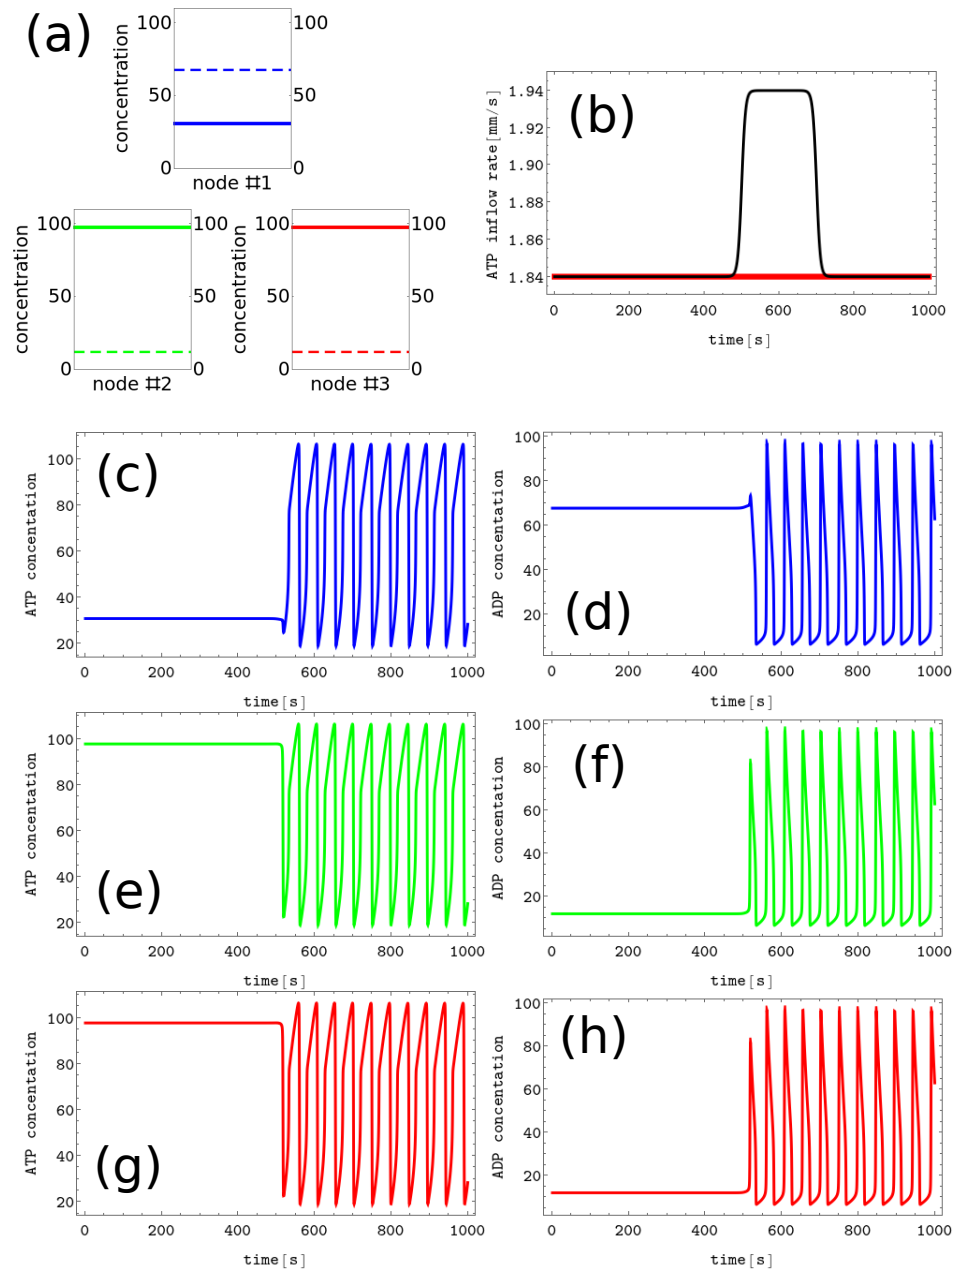 (a)
100
100
50
50
0
0
concentration
node #1
100
100
50
50
0
0
concentration
node #2
100
100
50
50
0
0
concentration
node #3
(b)
ATP inflow rate[mm/s]
1.94
1.92
1.90
1.88
1.86
1.84
0 200 400 600 800 1000
time[s]
(c)
ATP concentation
100
80
60
40
20
0 200 400 600 800 1000
time[s]
(d)
ADP concentation
100
80
60
40
20
0 200 400 600 800 1000
time[s]
(e)
ATP concentation
100
80
60
40
20
0 200 400 600 800 1000
time[s]
(f)
ADP concentation
100
80
60
40
20
0 200 400 600 800 1000
time[s]
(g)
ATP concentation
100
80
60
40
20
0 200 400 600 800 1000
time[s]
(h)
ADP concentation
100
80
60
40
20
0 200 400 600 800 1000
time[s]